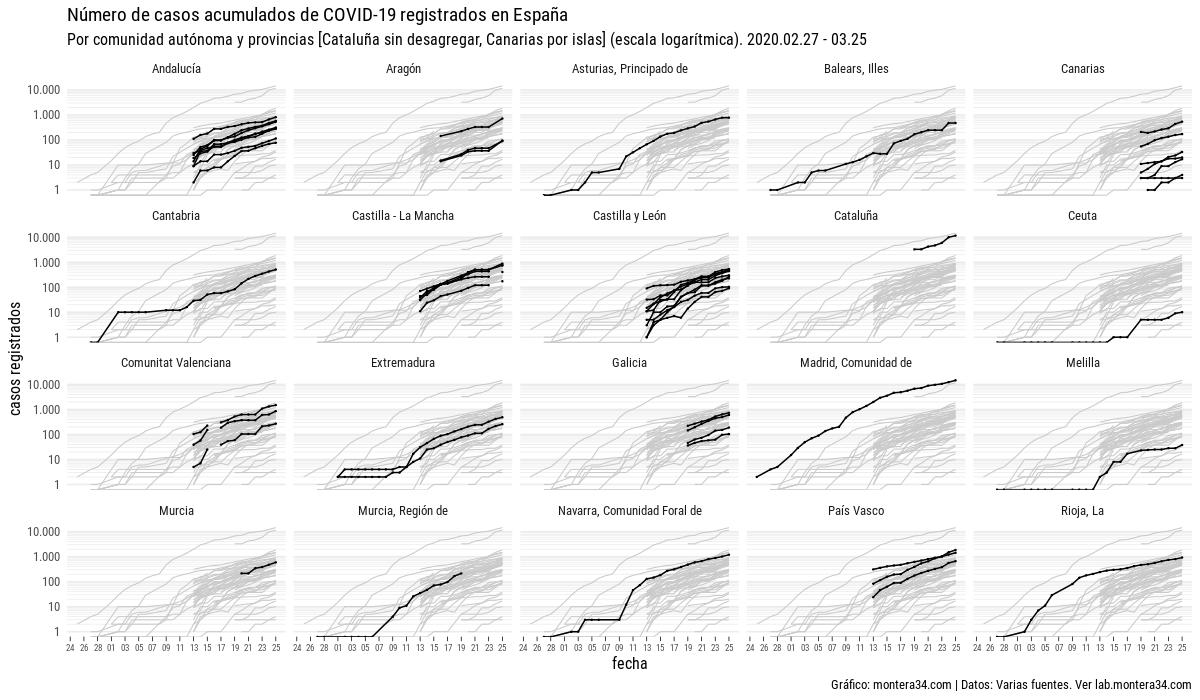 Número de casos acumulados de COVID-19 registrados en España
Por comunidad autónoma y provincias [Cataluña sin desagregar, Canarias por islas] (escala logarítmica). 2020.02.27 - 03.25
Andalucía Aragón Asturias, Principado de Balears, Illes Canarias
10.000
1.000
100
10
1
Cantabria Castilla - La Mancha Castilla y León Cataluña Ceuta
10.000
1.000
100
10
1
Comunitat Valenciana Extremadura Galicia Madrid, Comunidad de Melilla
10.000
1.000
100
10
1
Murcia Murcia, Región de Navarra, Comunidad Foral de País Vasco Rioja, La
10.000
1.000
100
10
1
casos registrados
24 26 28 01 03 05 07 09 11 13 15 17 19 21 23 25 24 26 28 01 03 05 07 09 11 13 15 17 19 21 23 25 24 26 28 01 03 05 07 09 11 13 15 17 19 21 23 25 24 26 28 01 03 05 07 09 11 13 15 17 19 21 23 25 24 26 28 01 03 05 07 09 11 13 15 17 19 21 23 25
fecha
Gráfico: montera34.com | Datos: Varias fuentes. Ver lab.montera34.com